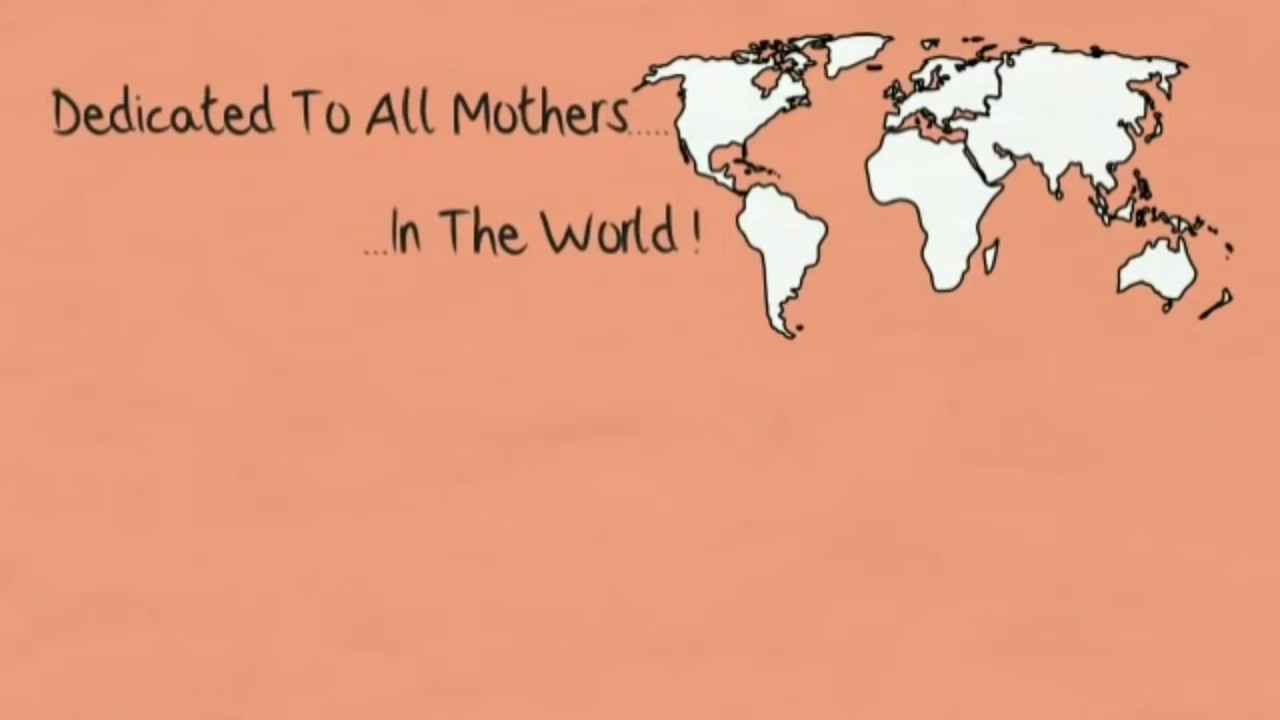 Dedicated To All Mothers.....
...In The World !